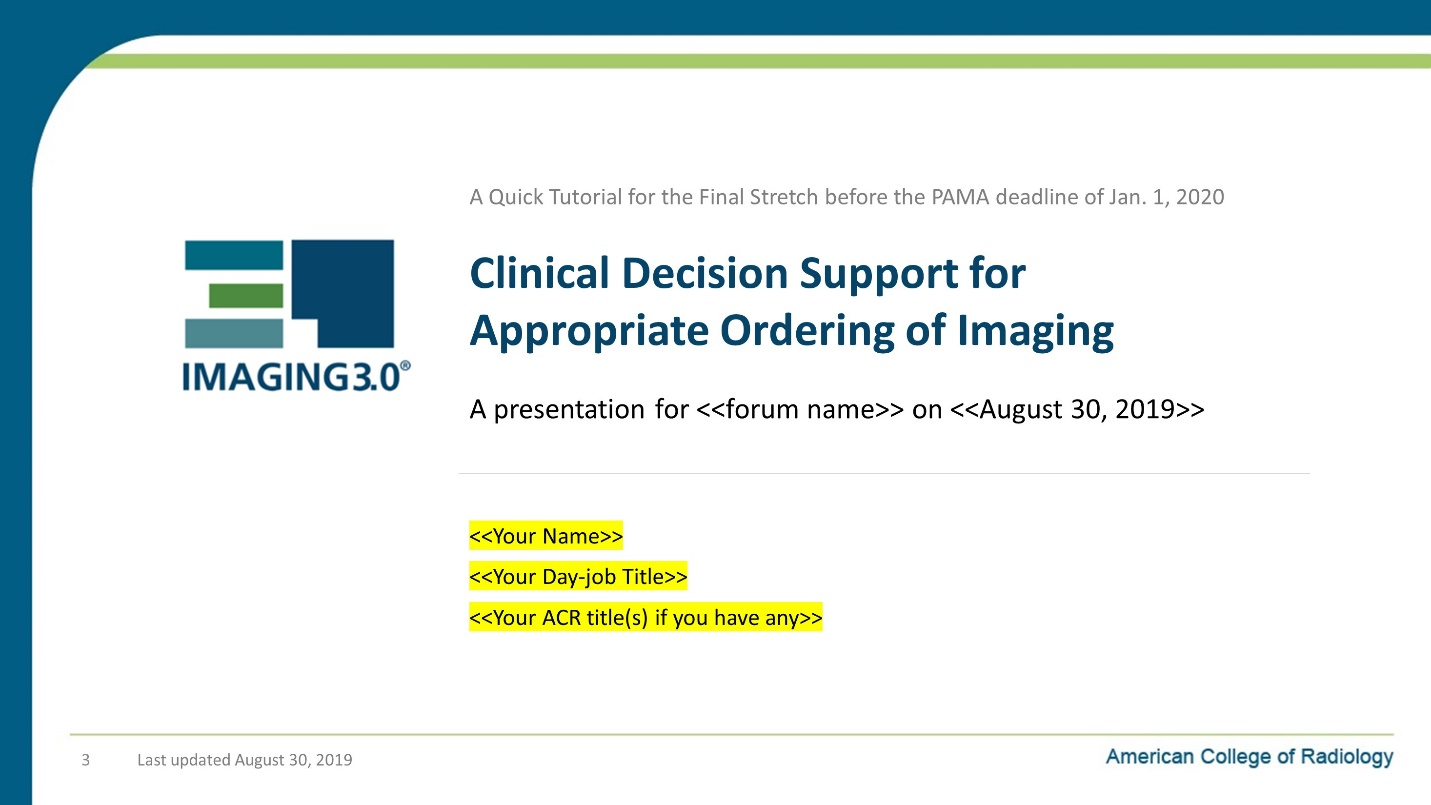 A Quick Tutorial for the Final Stretch before the PAMA deadline of Jan. 1, 2020
Clinical Decision Support for
Appropriate Ordering of Imaging
IMAGING3.0®
A presentation for <<forum name>> on <<August 30, 2019>>
<<Your Name>>
<<Your Day-job Title>>
<<Your ACR title(s) if you have any>>
3 Last updated August 30, 2019
American College of Radiology